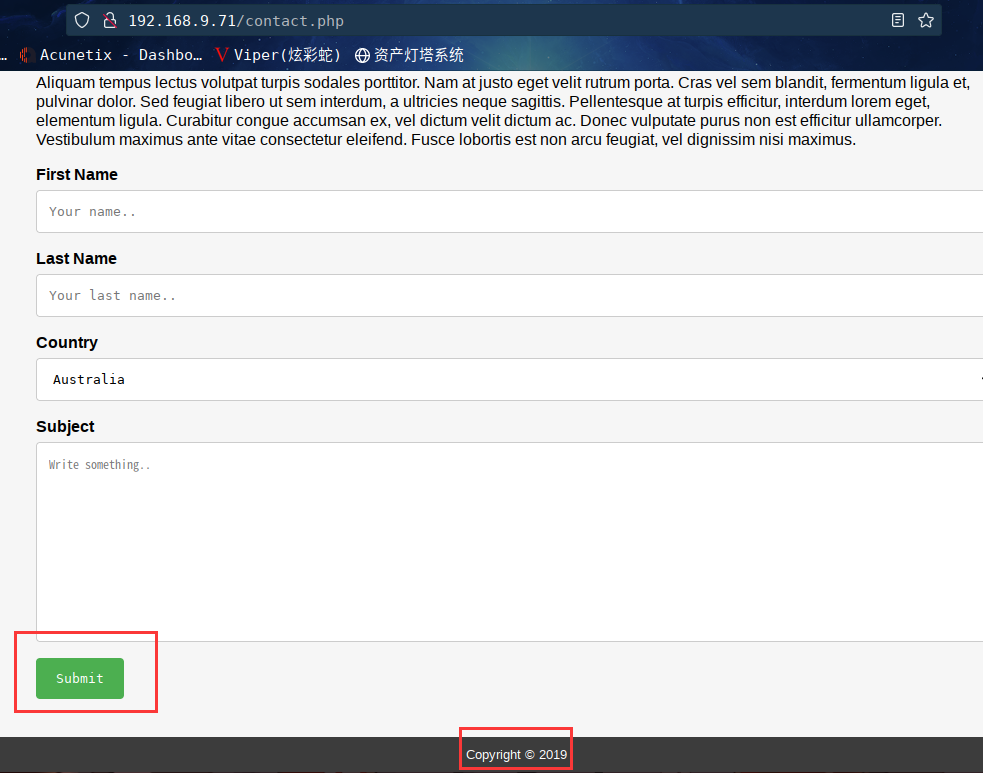 192.168.9.71/contact.php
… Acunetix - Dashbo… Viper(炫彩蛇) 资产灯塔系统
Aliquam tempus lectus volutpat turpis sodales porttitor. Nam at justo eget velit rutrum porta. Cras vel sem blandit, fermentum ligula et,
pulvinar dolor. Sed feugiat libero ut sem interdum, a ultricies neque sagittis. Pellentesque at turpis efficitur, interdum lorem eget,
elementum ligula. Curabitur congue accumsan ex, vel dictum velit dictum ac. Donec vulputate purus non est efficitur ullamcorper.
Vestibulum maximus ante vitae consectetur eleifend. Fusce lobortis est non arcu feugiat, vel dignissim nisi maximus.
First Name
Your name..
Last Name
Your last name..
Country
Australia
Subject
Write something..
Submit
Copyright © 2019